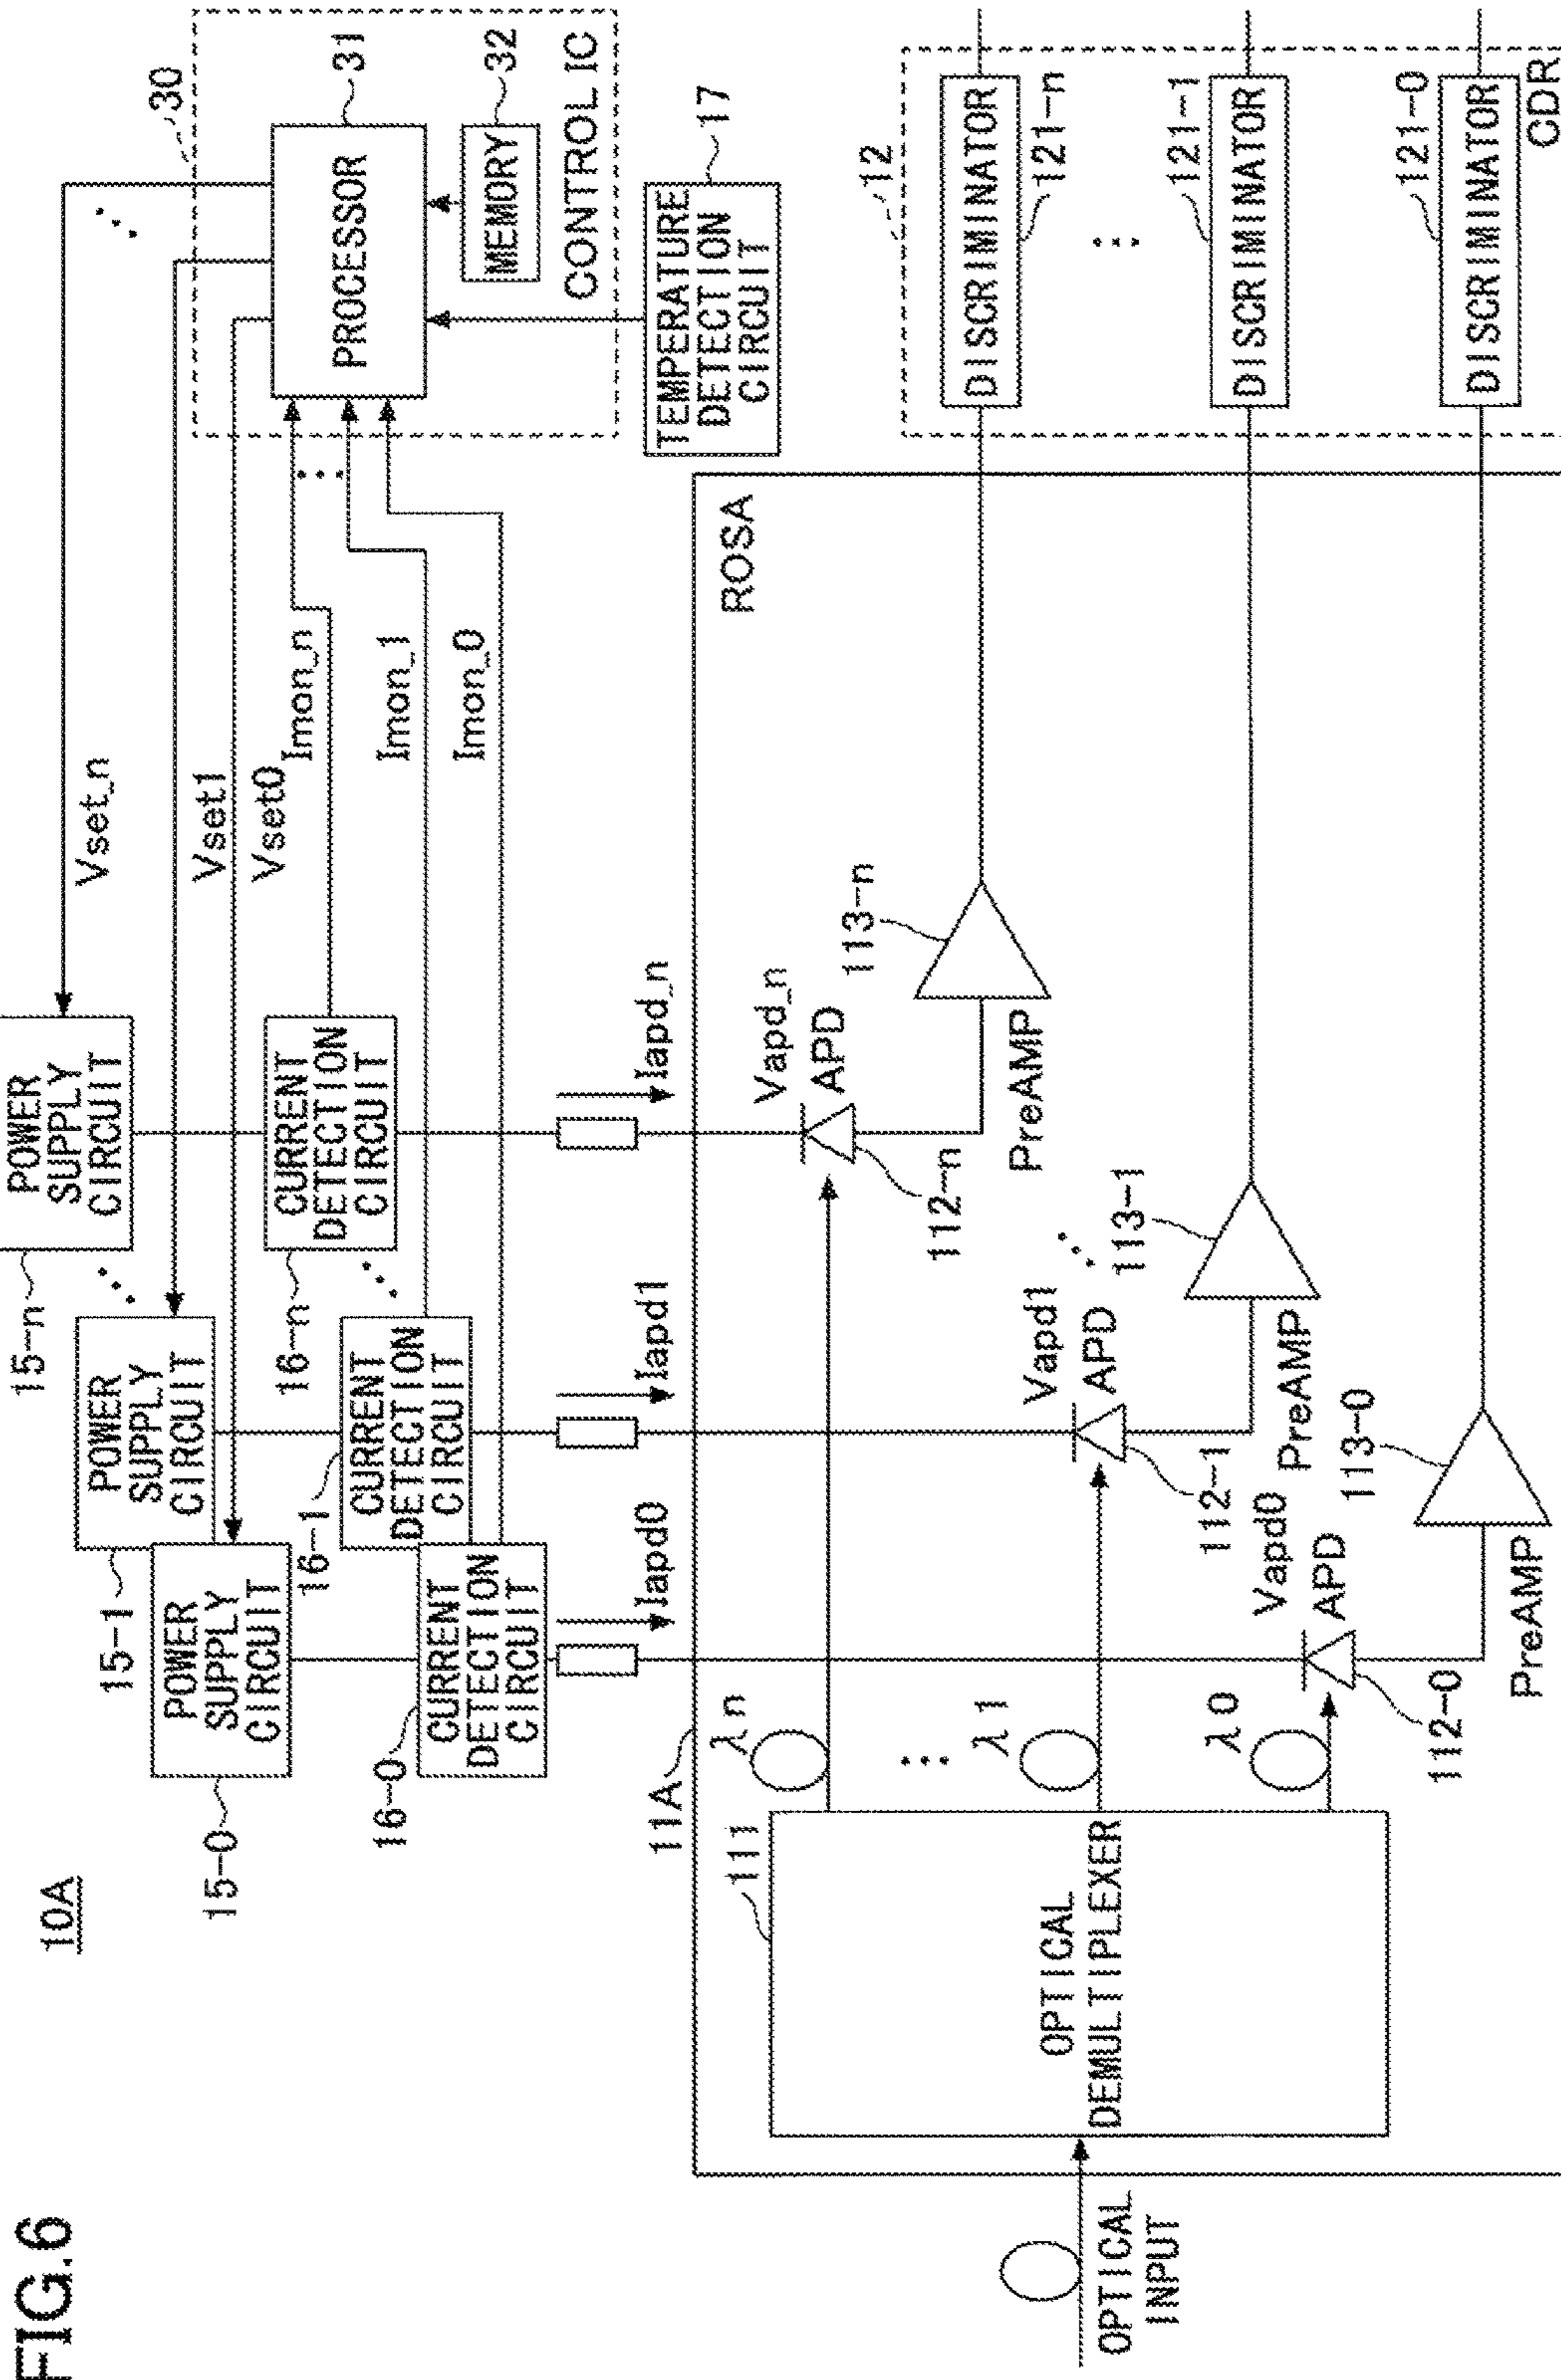 FIG.6
10A
15-n
POWER
SUPPLY
CIRCUIT
15-1
POWER
SUPPLY
CIRCUIT
15-0
POWER
SUPPLY
CIRCUIT
Vset_n
Vset1
Vset0
30
PROCESSOR
31
MEMORY
32
CONTROL IC
16-n
CURRENT
DETECTION
CIRCUIT
16-1
CURRENT
DETECTION
CIRCUIT
16-0
CURRENT
DETECTION
CIRCUIT
Imon_n
Imon_1
Imon_0
TEMPERATURE
DETECTION
CIRCUIT
17
Iapd0
Iapd1
Iapd_n
11A
ROSA
OPTICAL
INPUT
111
OPTICAL
DEMULTIPLEXER
λn
λ1
λ0
Vapd_n
APD
112-n
113-n
PreAMP
Vapd1
APD
112-1
113-1
PreAMP
Vapd0
APD
112-0
113-0
PreAMP
12
DISCRIMINATOR
121-n
DISCRIMINATOR
121-1
DISCRIMINATOR
121-0
CDR